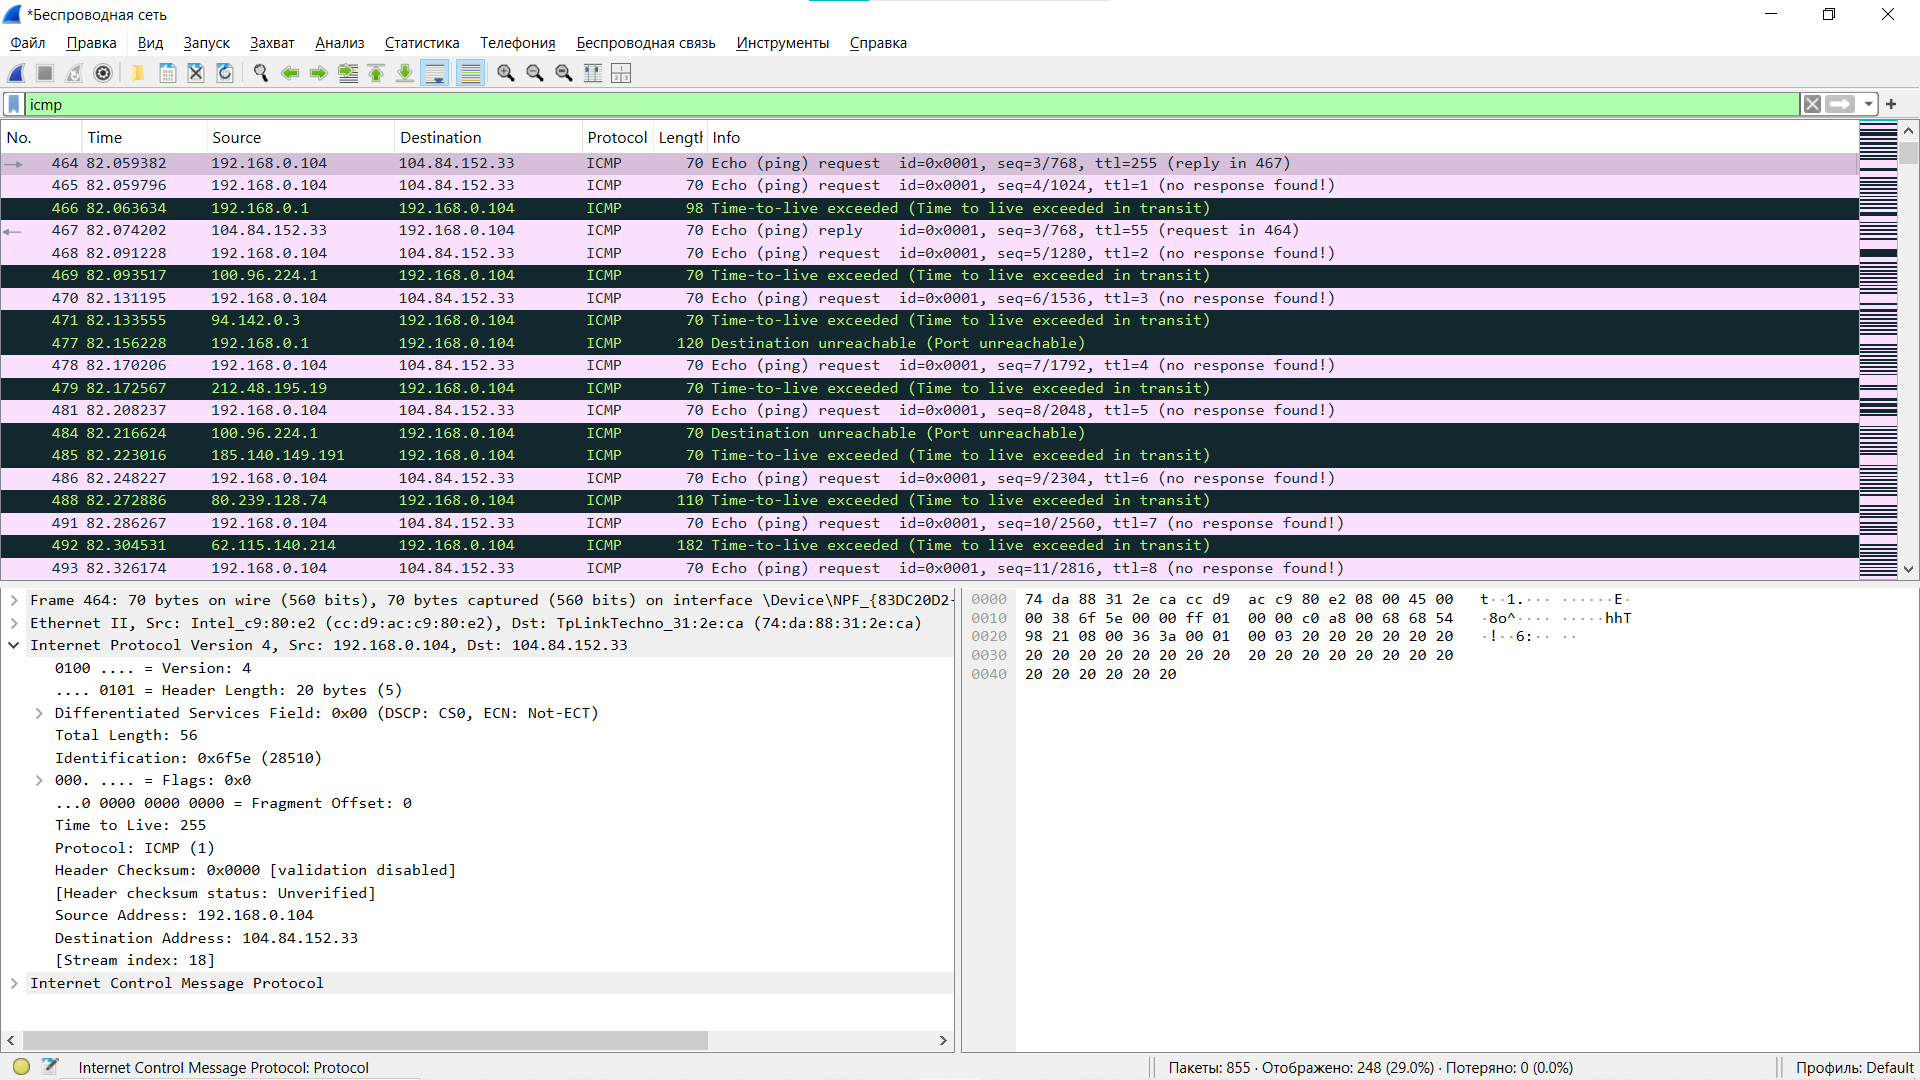 *Беспроводная сеть
Файл Правка Вид Запуск Захват Анализ Статистика Телефония Беспроводная связь Инструменты Справка
icmp
No. Time Source Destination Protocol Length Info
464 82.059382 192.168.0.104 104.84.152.33 ICMP 70 Echo (ping) request id=0x0001, seq=3/768, ttl=255 (reply in 467)
465 82.059796 192.168.0.104 104.84.152.33 ICMP 70 Echo (ping) request id=0x0001, seq=4/1024, ttl=1 (no response found!)
466 82.063634 192.168.0.1 192.168.0.104 ICMP 98 Time-to-live exceeded (Time to live exceeded in transit)
467 82.074202 104.84.152.33 192.168.0.104 ICMP 70 Echo (ping) reply id=0x0001, seq=3/768, ttl=55 (request in 464)
468 82.091228 192.168.0.104 104.84.152.33 ICMP 70 Echo (ping) request id=0x0001, seq=5/1280, ttl=2 (no response found!)
469 82.093517 100.96.224.1 192.168.0.104 ICMP 70 Time-to-live exceeded (Time to live exceeded in transit)
470 82.131195 192.168.0.104 104.84.152.33 ICMP 70 Echo (ping) request id=0x0001, seq=6/1536, ttl=3 (no response found!)
471 82.133555 94.142.0.3 192.168.0.104 ICMP 70 Time-to-live exceeded (Time to live exceeded in transit)
477 82.156228 192.168.0.1 192.168.0.104 ICMP 120 Destination unreachable (Port unreachable)
478 82.170206 192.168.0.104 104.84.152.33 ICMP 70 Echo (ping) request id=0x0001, seq=7/1792, ttl=4 (no response found!)
479 82.172567 212.48.195.19 192.168.0.104 ICMP 70 Time-to-live exceeded (Time to live exceeded in transit)
481 82.208237 192.168.0.104 104.84.152.33 ICMP 70 Echo (ping) request id=0x0001, seq=8/2048, ttl=5 (no response found!)
484 82.216624 100.96.224.1 192.168.0.104 ICMP 70 Destination unreachable (Port unreachable)
485 82.223016 185.140.149.191 192.168.0.104 ICMP 70 Time-to-live exceeded (Time to live exceeded in transit)
486 82.248227 192.168.0.104 104.84.152.33 ICMP 70 Echo (ping) request id=0x0001, seq=9/2304, ttl=6 (no response found!)
488 82.272886 80.239.128.74 192.168.0.104 ICMP 110 Time-to-live exceeded (Time to live exceeded in transit)
491 82.286267 192.168.0.104 104.84.152.33 ICMP 70 Echo (ping) request id=0x0001, seq=10/2560, ttl=7 (no response found!)
492 82.304531 62.115.140.214 192.168.0.104 ICMP 182 Time-to-live exceeded (Time to live exceeded in transit)
493 82.326174 192.168.0.104 104.84.152.33 ICMP 70 Echo (ping) request id=0x0001, seq=11/2816, ttl=8 (no response found!)
Frame 464: 70 bytes on wire (560 bits), 70 bytes captured (560 bits) on interface \Device\NPF_{83DC20D2-
Ethernet II, Src: Intel_c9:80:e2 (cc:d9:ac:c9:80:e2), Dst: TpLinkTechno_31:2e:ca (74:da:88:31:2e:ca)
Internet Protocol Version 4, Src: 192.168.0.104, Dst: 104.84.152.33
0100 .... = Version: 4
.... 0101 = Header Length: 20 bytes (5)
Differentiated Services Field: 0x00 (DSCP: CS0, ECN: Not-ECT)
Total Length: 56
Identification: 0x6f5e (28510)
000. .... = Flags: 0x0
...0 0000 0000 0000 = Fragment Offset: 0
Time to Live: 255
Protocol: ICMP (1)
Header Checksum: 0x0000 [validation disabled]
[Header checksum status: Unverified]
Source Address: 192.168.0.104
Destination Address: 104.84.152.33
[Stream index: 18]
Internet Control Message Protocol
0000 74 da 88 31 2e ca cc d9 ac c9 80 e2 08 00 45 00 t··1.··· ······E·
0010 00 38 6f 5e 00 00 ff 01 00 00 c0 a8 00 68 68 54 ·8o^···· ·····hhT
0020 98 21 08 00 36 3a 00 01 00 03 20 20 20 20 20 20 ·!··6:·· ··
0030 20 20 20 20 20 20 20 20 20 20 20 20 20 20 20 20
0040 20 20 20 20 20 20
Internet Control Message Protocol: Protocol
Пакеты: 855 · Отображено: 248 (29.0%) · Потеряно: 0 (0.0%)
Профиль: Default